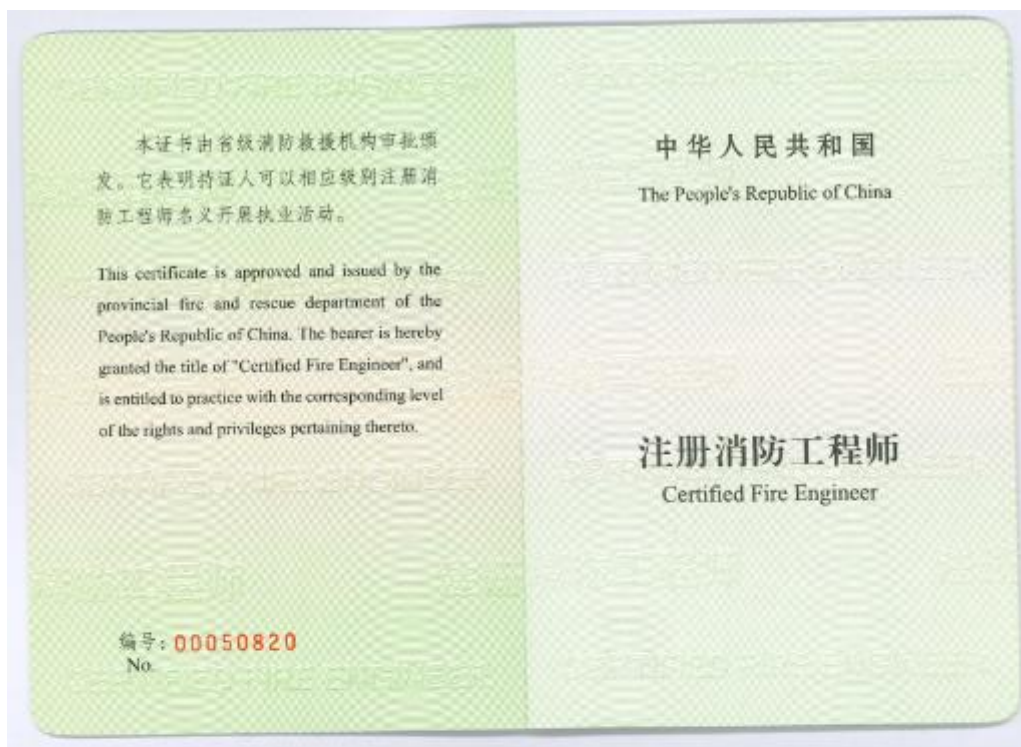 本证书由省级消防救援机构审批颁
发。它表明持证人可以相应级别注册消
防工程师名义开展执业活动。
This certificate is approved and issued by the
provincial fire and rescue department of the
People's Republic of China. The bearer is hereby
granted the title of "Certified Fire Engineer", and
is entitled to practice with the corresponding level
of the rights and privileges pertaining thereto.
编号:00050820
No.
中华人民共和国
The People's Republic of China
注册消防工程师
Certified Fire Engineer